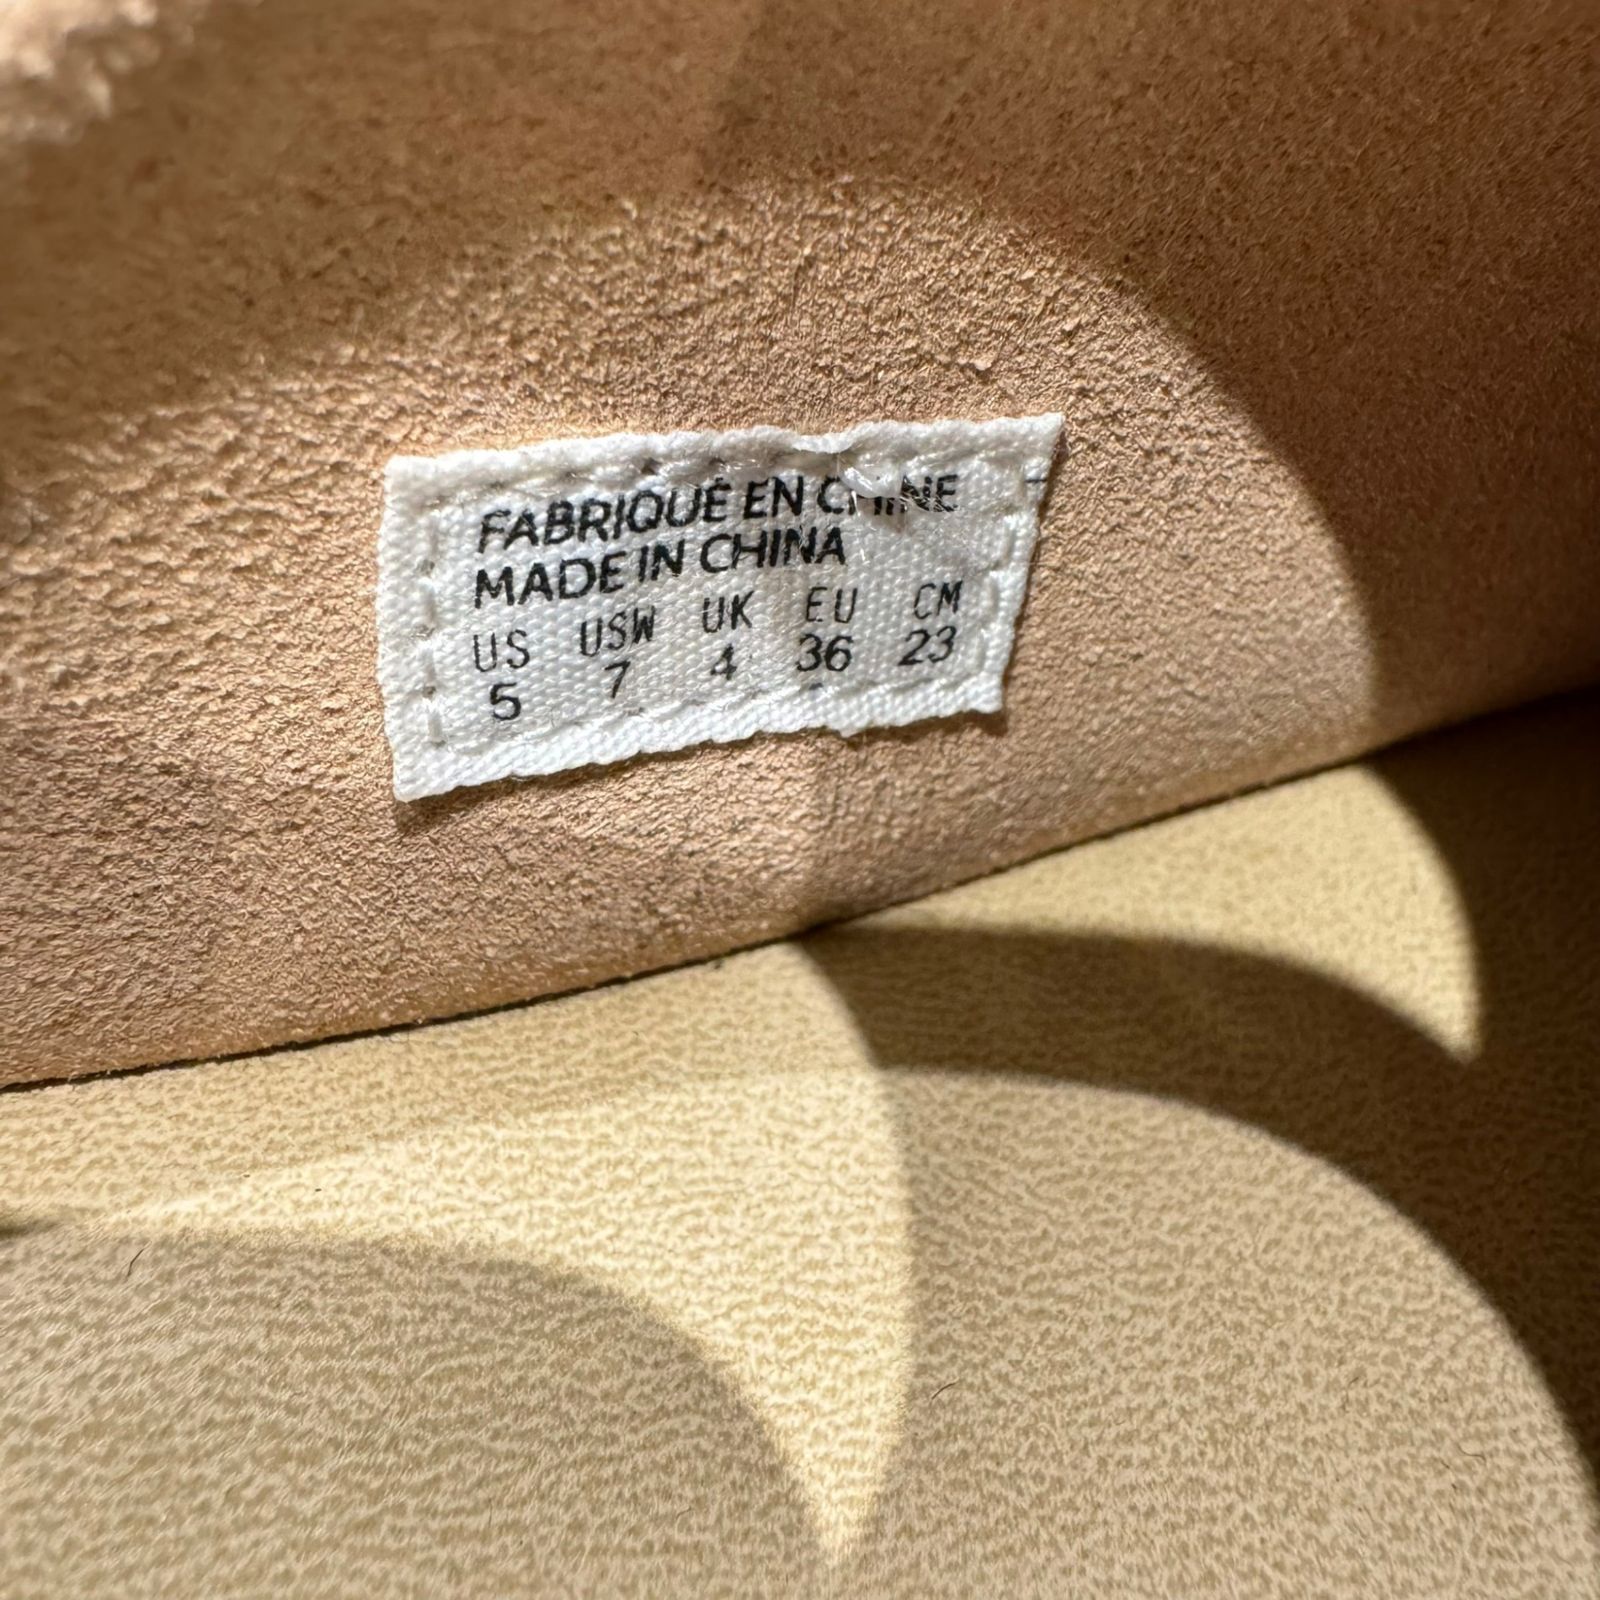 FABRIQUÉ EN CHINE
MADE IN CHINA
US USW UK EU CM
5 7 4 36 23